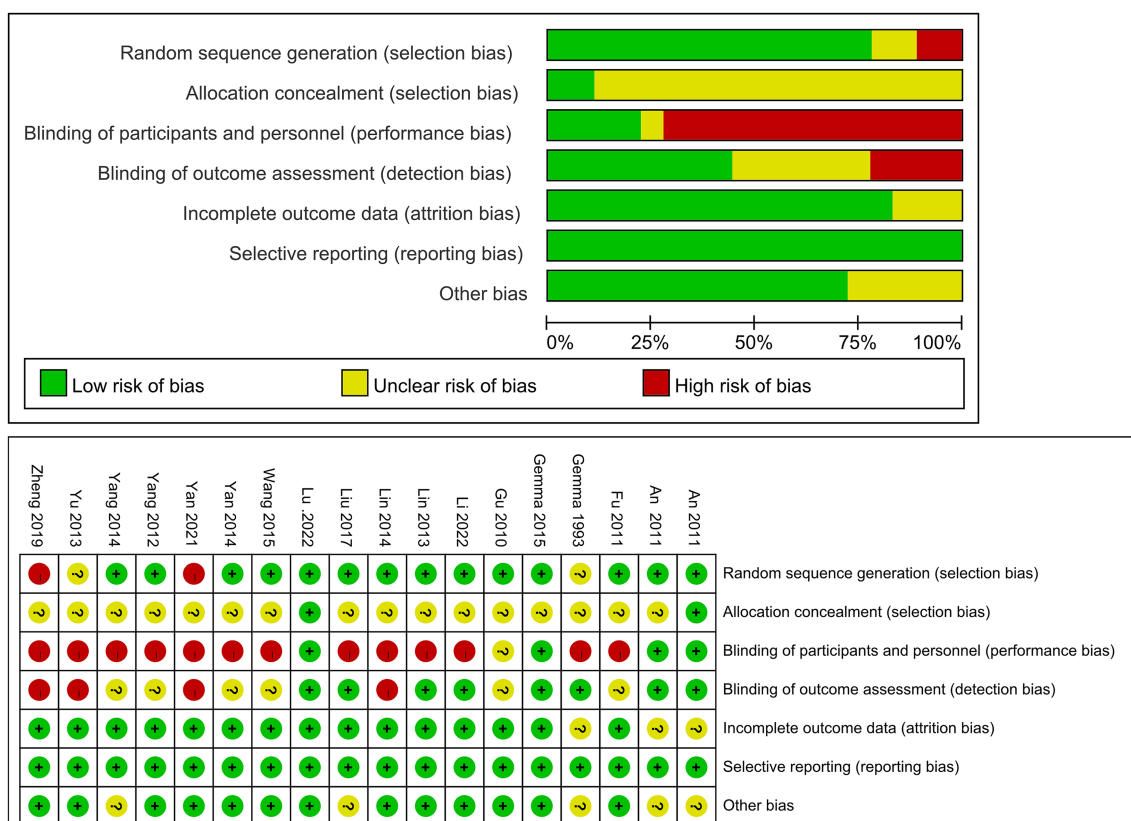 Random sequence generation (selection bias)
Allocation concealment (selection bias)
Blinding of participants and personnel (performance bias)
Blinding of outcome assessment (detection bias)
Incomplete outcome data (attrition bias)
Selective reporting (reporting bias)
Other bias
0% 25% 50% 75% 100%
Low risk of bias Unclear risk of bias High risk of bias
Zheng 2019
Yu 2013
Yang 2014
Yang 2012
Yan 2021
Yan 2014
Wang 2015
Lu .2022
Liu 2017
Lin 2014
Lin 2013
Li 2022
Gu 2010
Gemma 2015
Gemma 1993
Fu 2011
An 2011
An 2011
- ? + + - + + + + + + + + + ? + + + Random sequence generation (selection bias)
? ? ? ? ? ? ? + ? ? ? ? ? ? ? ? ? + Allocation concealment (selection bias)
- - - - - - - + - - - - ? + - - + + Blinding of participants and personnel (performance bias)
- - ? ? - ? ? + + - + + ? + + ? + + Blinding of outcome assessment (detection bias)
+ + + + + + + + + + + + + + ? + ? ? Incomplete outcome data (attrition bias)
+ + + + + + + + + + + + + + + + + + Selective reporting (reporting bias)
+ + ? + + + + + ? + + + + + ? + ? ? Other bias